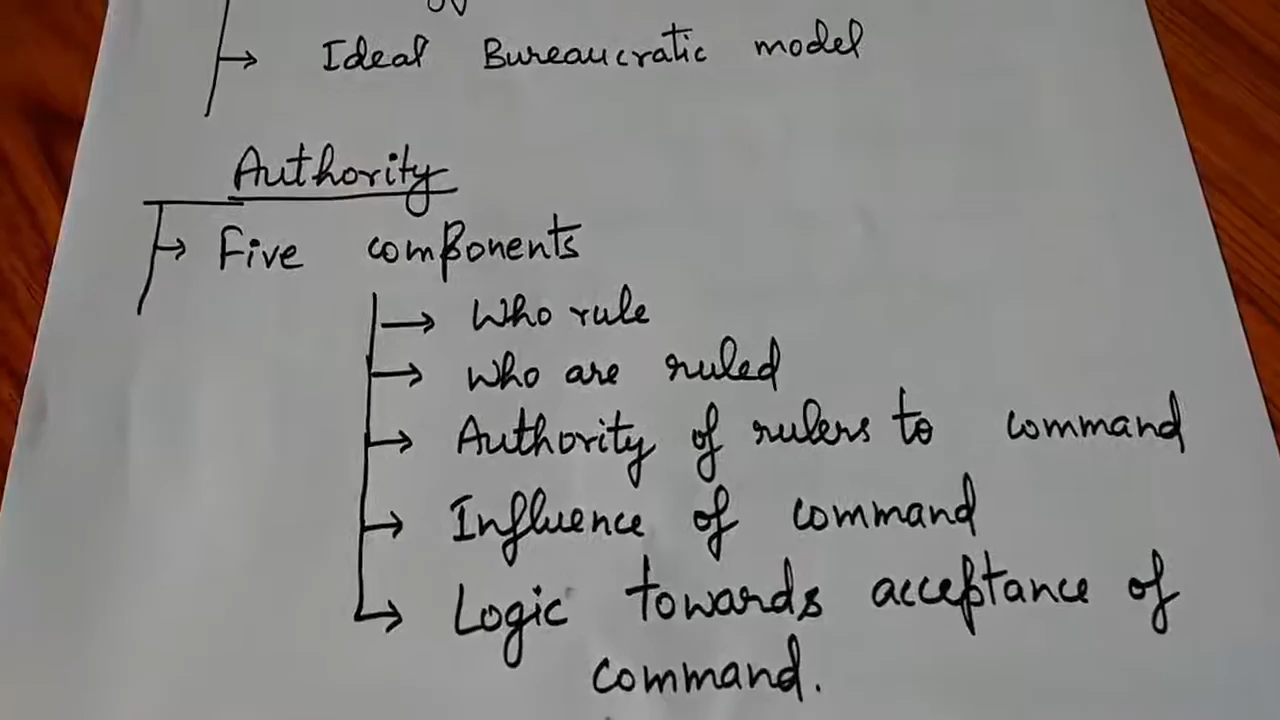 Ideal Bureaucratic model
Authority
Five components
Who rule
Who are ruled
Authority of rulers to command
Influence of command
Logic towards acceptance of
command.